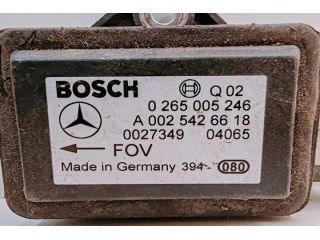 BOSCH Q 02
0 265 005 246
A 002 542 66 18
0027349 04065
FOV
Made in Germany 394- 080